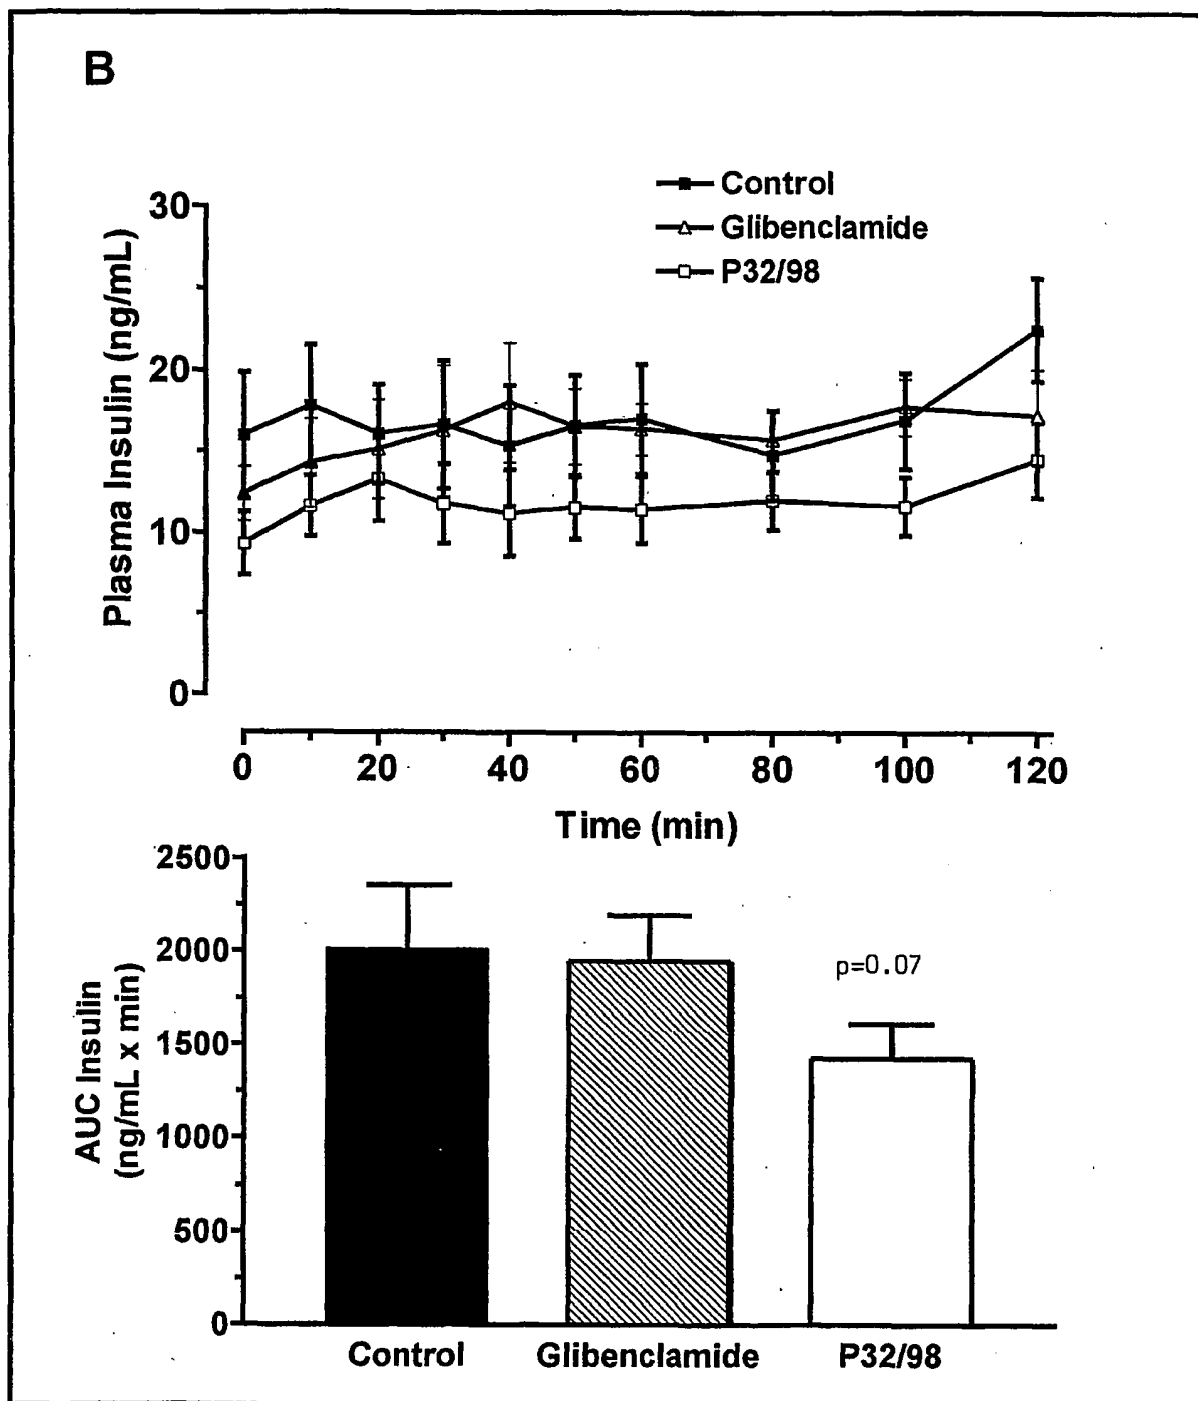 B
Control
Glibenclamide
P32/98
30
20
10
0
Plasma Insulin (ng/mL)
0 20 40 60 80 100 120
Time (min)
2500
2000
1500
1000
500
0
AUC Insulin
(ng/mL x min)
p=0.07
Control Glibenclamide P32/98